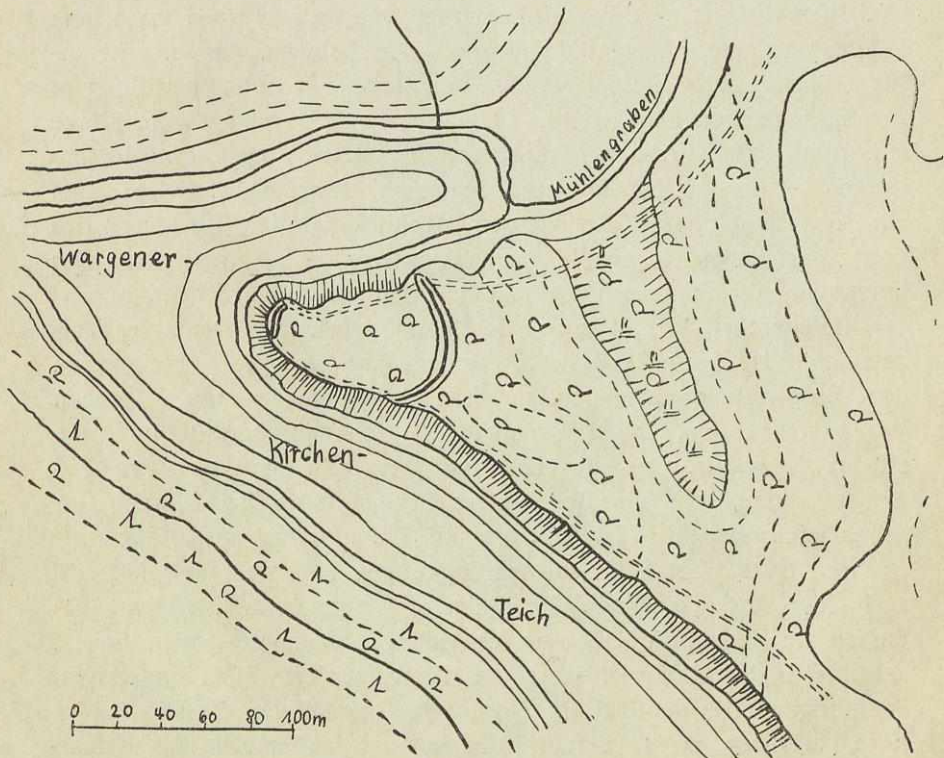 Mühlengraben
Wargener-
Kirchen-
Teich
0 20 40 60 80 100m